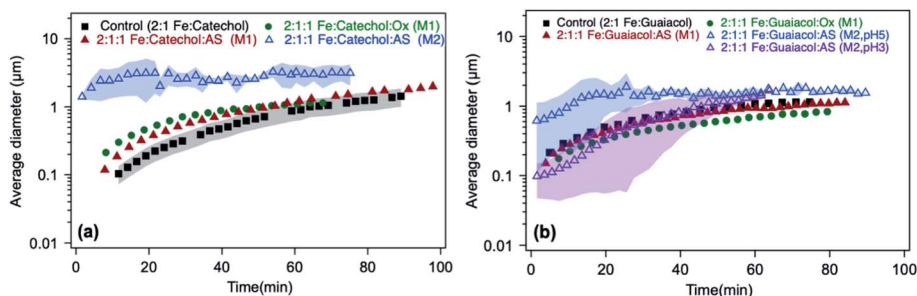 Control (2:1 Fe:Catechol)
2:1:1 Fe:Catechol:Ox (M1)
2:1:1 Fe:Catechol:AS (M1)
2:1:1 Fe:Catechol:AS (M2)
Average diameter (µm)
10
1
0.1
0.01
(a)
0 20 40 60 80 100
Time(min)
Control (2:1 Fe:Guaiacol)
2:1:1 Fe:Guaiacol:Ox (M1)
2:1:1 Fe:Guaiacol:AS (M1)
2:1:1 Fe:Guaiacol:AS (M2,pH5)
2:1:1 Fe:Guaiacol:AS (M2,pH3)
Average diameter (µm)
10
1
0.1
0.01
(b)
0 20 40 60 80 100
Time(min)